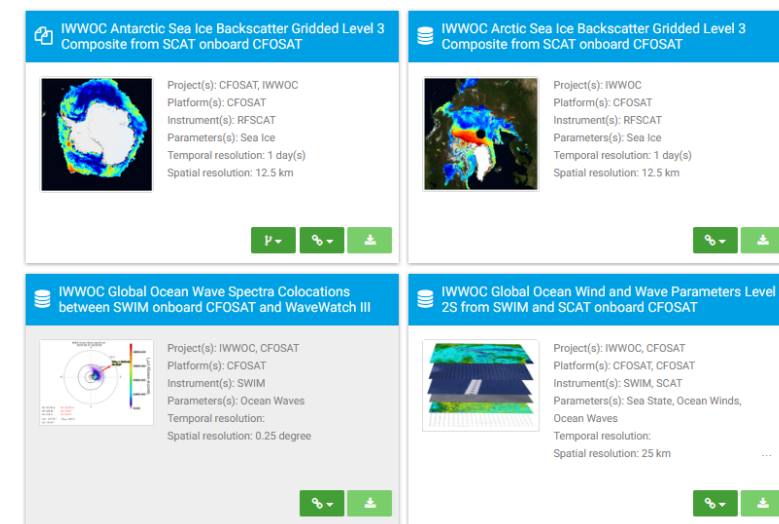 IWWOC Antarctic Sea Ice Backscatter Gridded Level 3
Composite from SCAT onboard CFOSAT
Project(s): CFOSAT, IWWOC
Platform(s): CFOSAT
Instrument(s): RFSCAT
Parameters(s): Sea Ice
Temporal resolution: 1 day(s)
Spatial resolution: 12.5 km
IWWOC Arctic Sea Ice Backscatter Gridded Level 3
Composite from SCAT onboard CFOSAT
Project(s): IWWOC
Platform(s): CFOSAT
Instrument(s): RFSCAT
Parameters(s): Sea Ice
Temporal resolution: 1 day(s)
Spatial resolution: 12.5 km
IWWOC Global Ocean Wave Spectra Colocations
between SWIM onboard CFOSAT and WaveWatch III
Project(s): IWWOC, CFOSAT
Platform(s): CFOSAT
Instrument(s): SWIM
Parameters(s): Ocean Waves
Temporal resolution:
Spatial resolution: 0.25 degree
IWWOC Global Ocean Wind and Wave Parameters Level
2S from SWIM and SCAT onboard CFOSAT
Project(s): IWWOC, CFOSAT
Platform(s): CFOSAT, CFOSAT
Instrument(s): SWIM, SCAT
Parameters(s): Sea State, Ocean Winds,
Ocean Waves
Temporal resolution:
Spatial resolution: 25 km
...